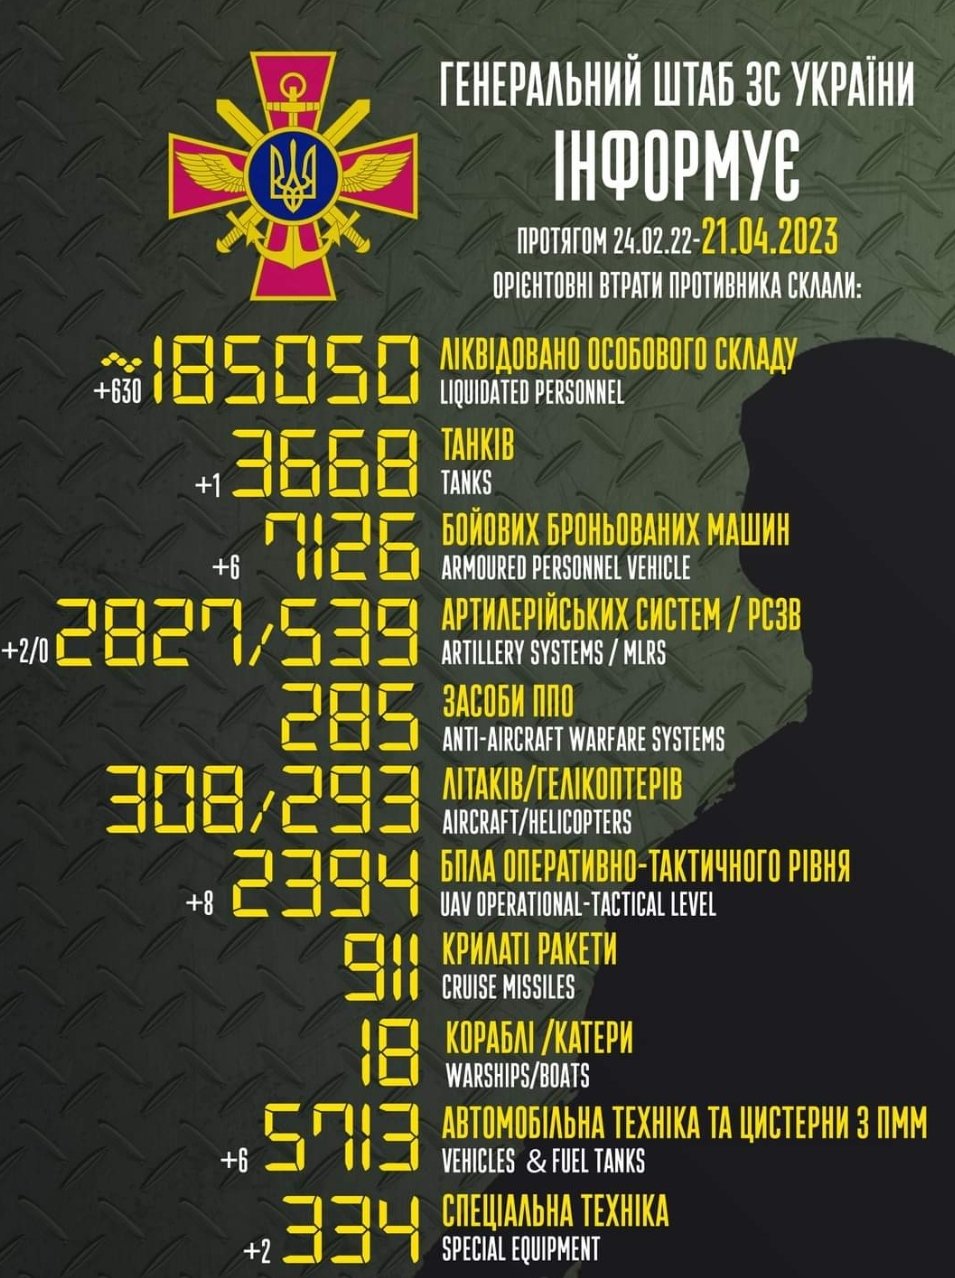 ГЕНЕРАЛЬНИЙ ШТАБ ЗС УКРАЇНИ
ІНФОРМУЄ
ПРОТЯГОМ 24.02.22-21.04.2023
ОРІЄНТОВНІ ВТРАТИ ПРОТИВНИКА СКЛАЛИ:
+630 ~185050 ЛІКВІДОВАНО ОСОБОВОГО СКЛАДУ
LIQUIDATED PERSONNEL
+1 3668 ТАНКІВ
TANKS
+6 7126 БОЙОВИХ БРОНЬОВАНИХ МАШИН
ARMOURED PERSONNEL VEHICLE
+2/0 2827/539 АРТИЛЕРІЙСЬКИХ СИСТЕМ / РСЗВ
ARTILLERY SYSTEMS / MLRS
285 ЗАСОБИ ППО
ANTI-AIRCRAFT WARFARE SYSTEMS
308/293 ЛІТАКІВ/ГЕЛІКОПТЕРІВ
AIRCRAFT/HELICOPTERS
+8 2394 БПЛА ОПЕРАТИВНО-ТАКТИЧНОГО РІВНЯ
UAV OPERATIONAL-TACTICAL LEVEL
911 КРИЛАТІ РАКЕТИ
CRUISE MISSILES
18 КОРАБЛІ /КАТЕРИ
WARSHIPS/BOATS
+6 5713 АВТОМОБІЛЬНА ТЕХНІКА ТА ЦИСТЕРНИ З ПММ
VEHICLES & FUEL TANKS
+2 334 СПЕЦІАЛЬНА ТЕХНІКА
SPECIAL EQUIPMENT